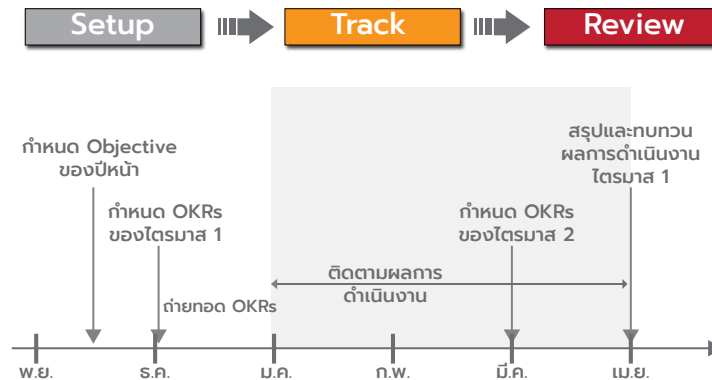 Setup
Track
Review
กำหนด Objective
ของปีหน้า
กำหนด OKRs
ของไตรมาส 1
ถ่ายทอด OKRs
ติดตามผลการ
ดำเนินงาน
กำหนด OKRs
ของไตรมาส 2
สรุปและทบทวน
ผลการดำเนินงาน
ไตรมาส 1
พ.ย.
ธ.ค.
ม.ค.
ก.พ.
มี.ค.
เม.ย.